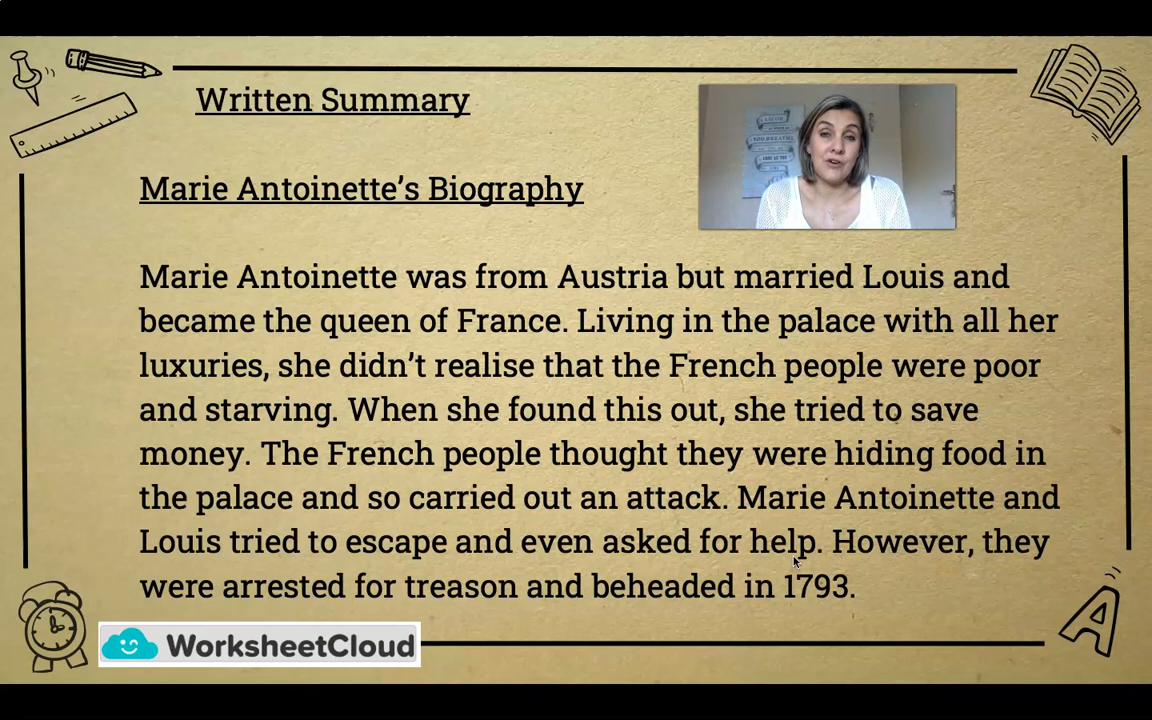 Written Summary
Marie Antoinette’s Biography
Marie Antoinette was from Austria but married Louis and
became the queen of France. Living in the palace with all her
luxuries, she didn’t realise that the French people were poor
and starving. When she found this out, she tried to save
money. The French people thought they were hiding food in
the palace and so carried out an attack. Marie Antoinette and
Louis tried to escape and even asked for help. However, they
were arrested for treason and beheaded in 1793.
WorksheetCloud
A